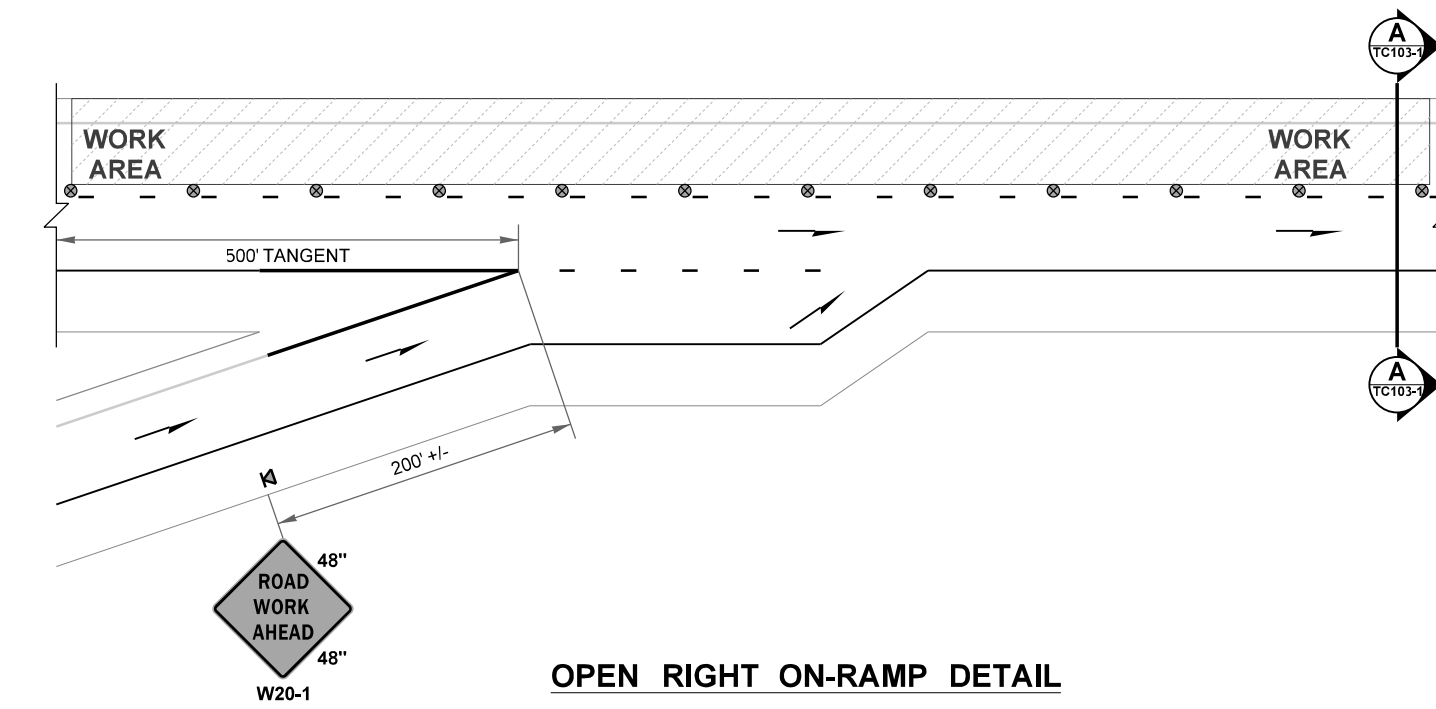 A
TC103-1
WORK
AREA
WORK
AREA
500' TANGENT
A
TC103-1
200' +/-
48"
ROAD
WORK
AHEAD
48"
W20-1
OPEN RIGHT ON-RAMP DETAIL